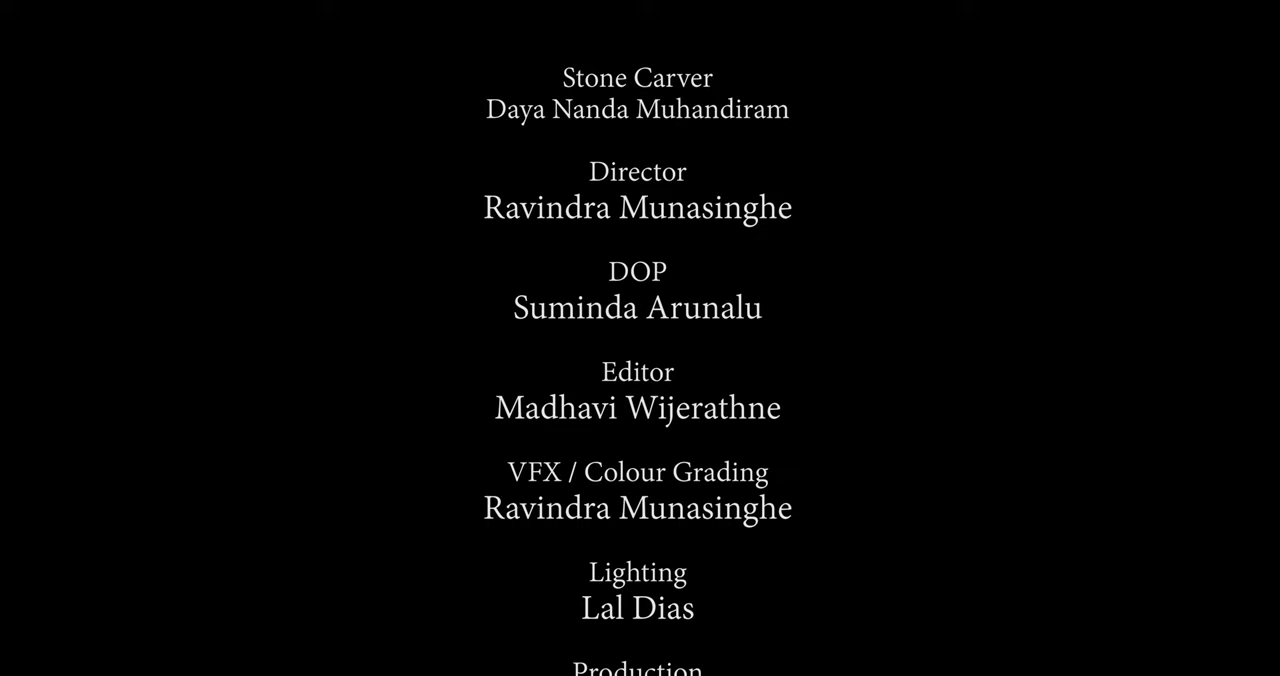 Stone Carver
Daya Nanda Muhandiram
Director
Ravindra Munasinghe
DOP
Suminda Arunalu
Editor
Madhavi Wijerathne
VFX / Colour Grading
Ravindra Munasinghe
Lighting
Lal Dias
Production